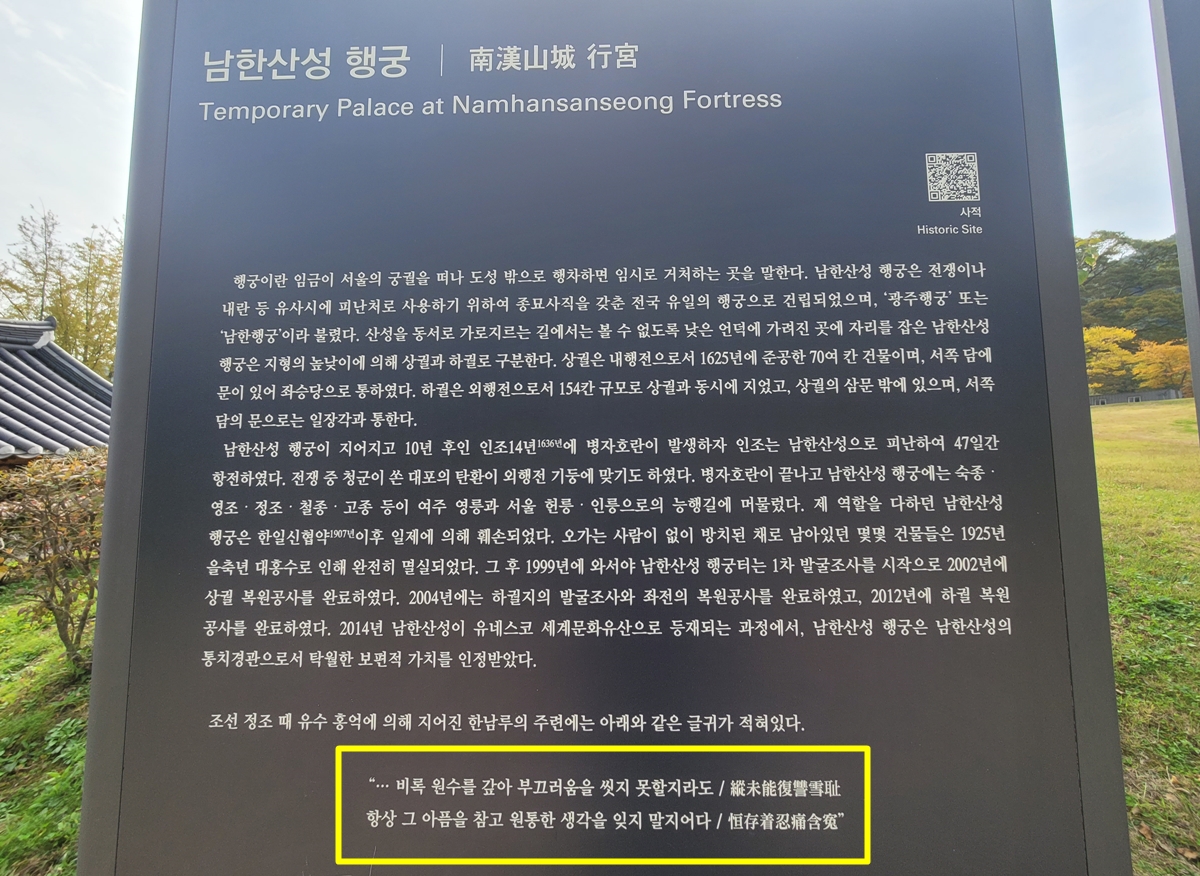 남한산성 행궁 | 南漢山城 行宮
Temporary Palace at Namhansanseong Fortress
사적
Historic Site
행궁이란 임금이 서울의 궁궐을 떠나 도성 밖으로 행차하면 임시로 거처하는 곳을 말한다. 남한산성 행궁은 전쟁이나
내란 등 유사시에 피난처로 사용하기 위하여 종묘사직을 갖춘 전국 유일의 행궁으로 건립되었으며, ‘광주행궁’ 또는
‘남한행궁’이라 불렸다. 산성을 동서로 가로지르는 길에서는 볼 수 없도록 낮은 언덕에 가려진 곳에 자리를 잡은 남한산성
행궁은 지형의 높낮이에 의해 상궐과 하궐로 구분한다. 상궐은 내행전으로서 1625년에 준공한 70여 칸 건물이며, 서쪽 담에
문이 있어 좌승당으로 통하였다. 하궐은 외행전으로서 154칸 규모로 상궐과 동시에 지었고, 상궐의 삼문 밖에 있으며, 서쪽
담의 문으로는 일장각과 통한다.
남한산성 행궁이 지어지고 10년 후인 인조14년1636년에 병자호란이 발생하자 인조는 남한산성으로 피난하여 47일간
항전하였다. 전쟁 중 청군이 쏜 대포의 탄환이 외행전 기둥에 맞기도 하였다. 병자호란이 끝나고 남한산성 행궁에는 숙종 ·
영조 · 정조 · 철종 · 고종 등이 여주 영릉과 서울 헌릉 · 인릉으로의 능행길에 머물렀다. 제 역할을 다하던 남한산성
행궁은 한일신협약1907년이후 일제에 의해 훼손되었다. 오가는 사람이 없이 방치된 채로 남아있던 몇몇 건물들은 1925년
을축년 대홍수로 인해 완전히 멸실되었다. 그 후 1999년에 와서야 남한산성 행궁터는 1차 발굴조사를 시작으로 2002년에
상궐 복원공사를 완료하였다. 2004년에는 하궐지의 발굴조사와 좌전의 복원공사를 완료하였고, 2012년에 하궐 복원
공사를 완료하였다. 2014년 남한산성이 유네스코 세계문화유산으로 등재되는 과정에서, 남한산성 행궁은 남한산성의
통치경관으로서 탁월한 보편적 가치를 인정받았다.
조선 정조 때 유수 홍억에 의해 지어진 한남루의 주련에는 아래와 같은 글귀가 적혀있다.
“… 비록 원수를 갚아 부끄러움을 씻지 못할지라도 / 縱未能復讐雪耻
항상 그 아픔을 참고 원통한 생각을 잊지 말지어다 / 恒存着忍痛含寃”